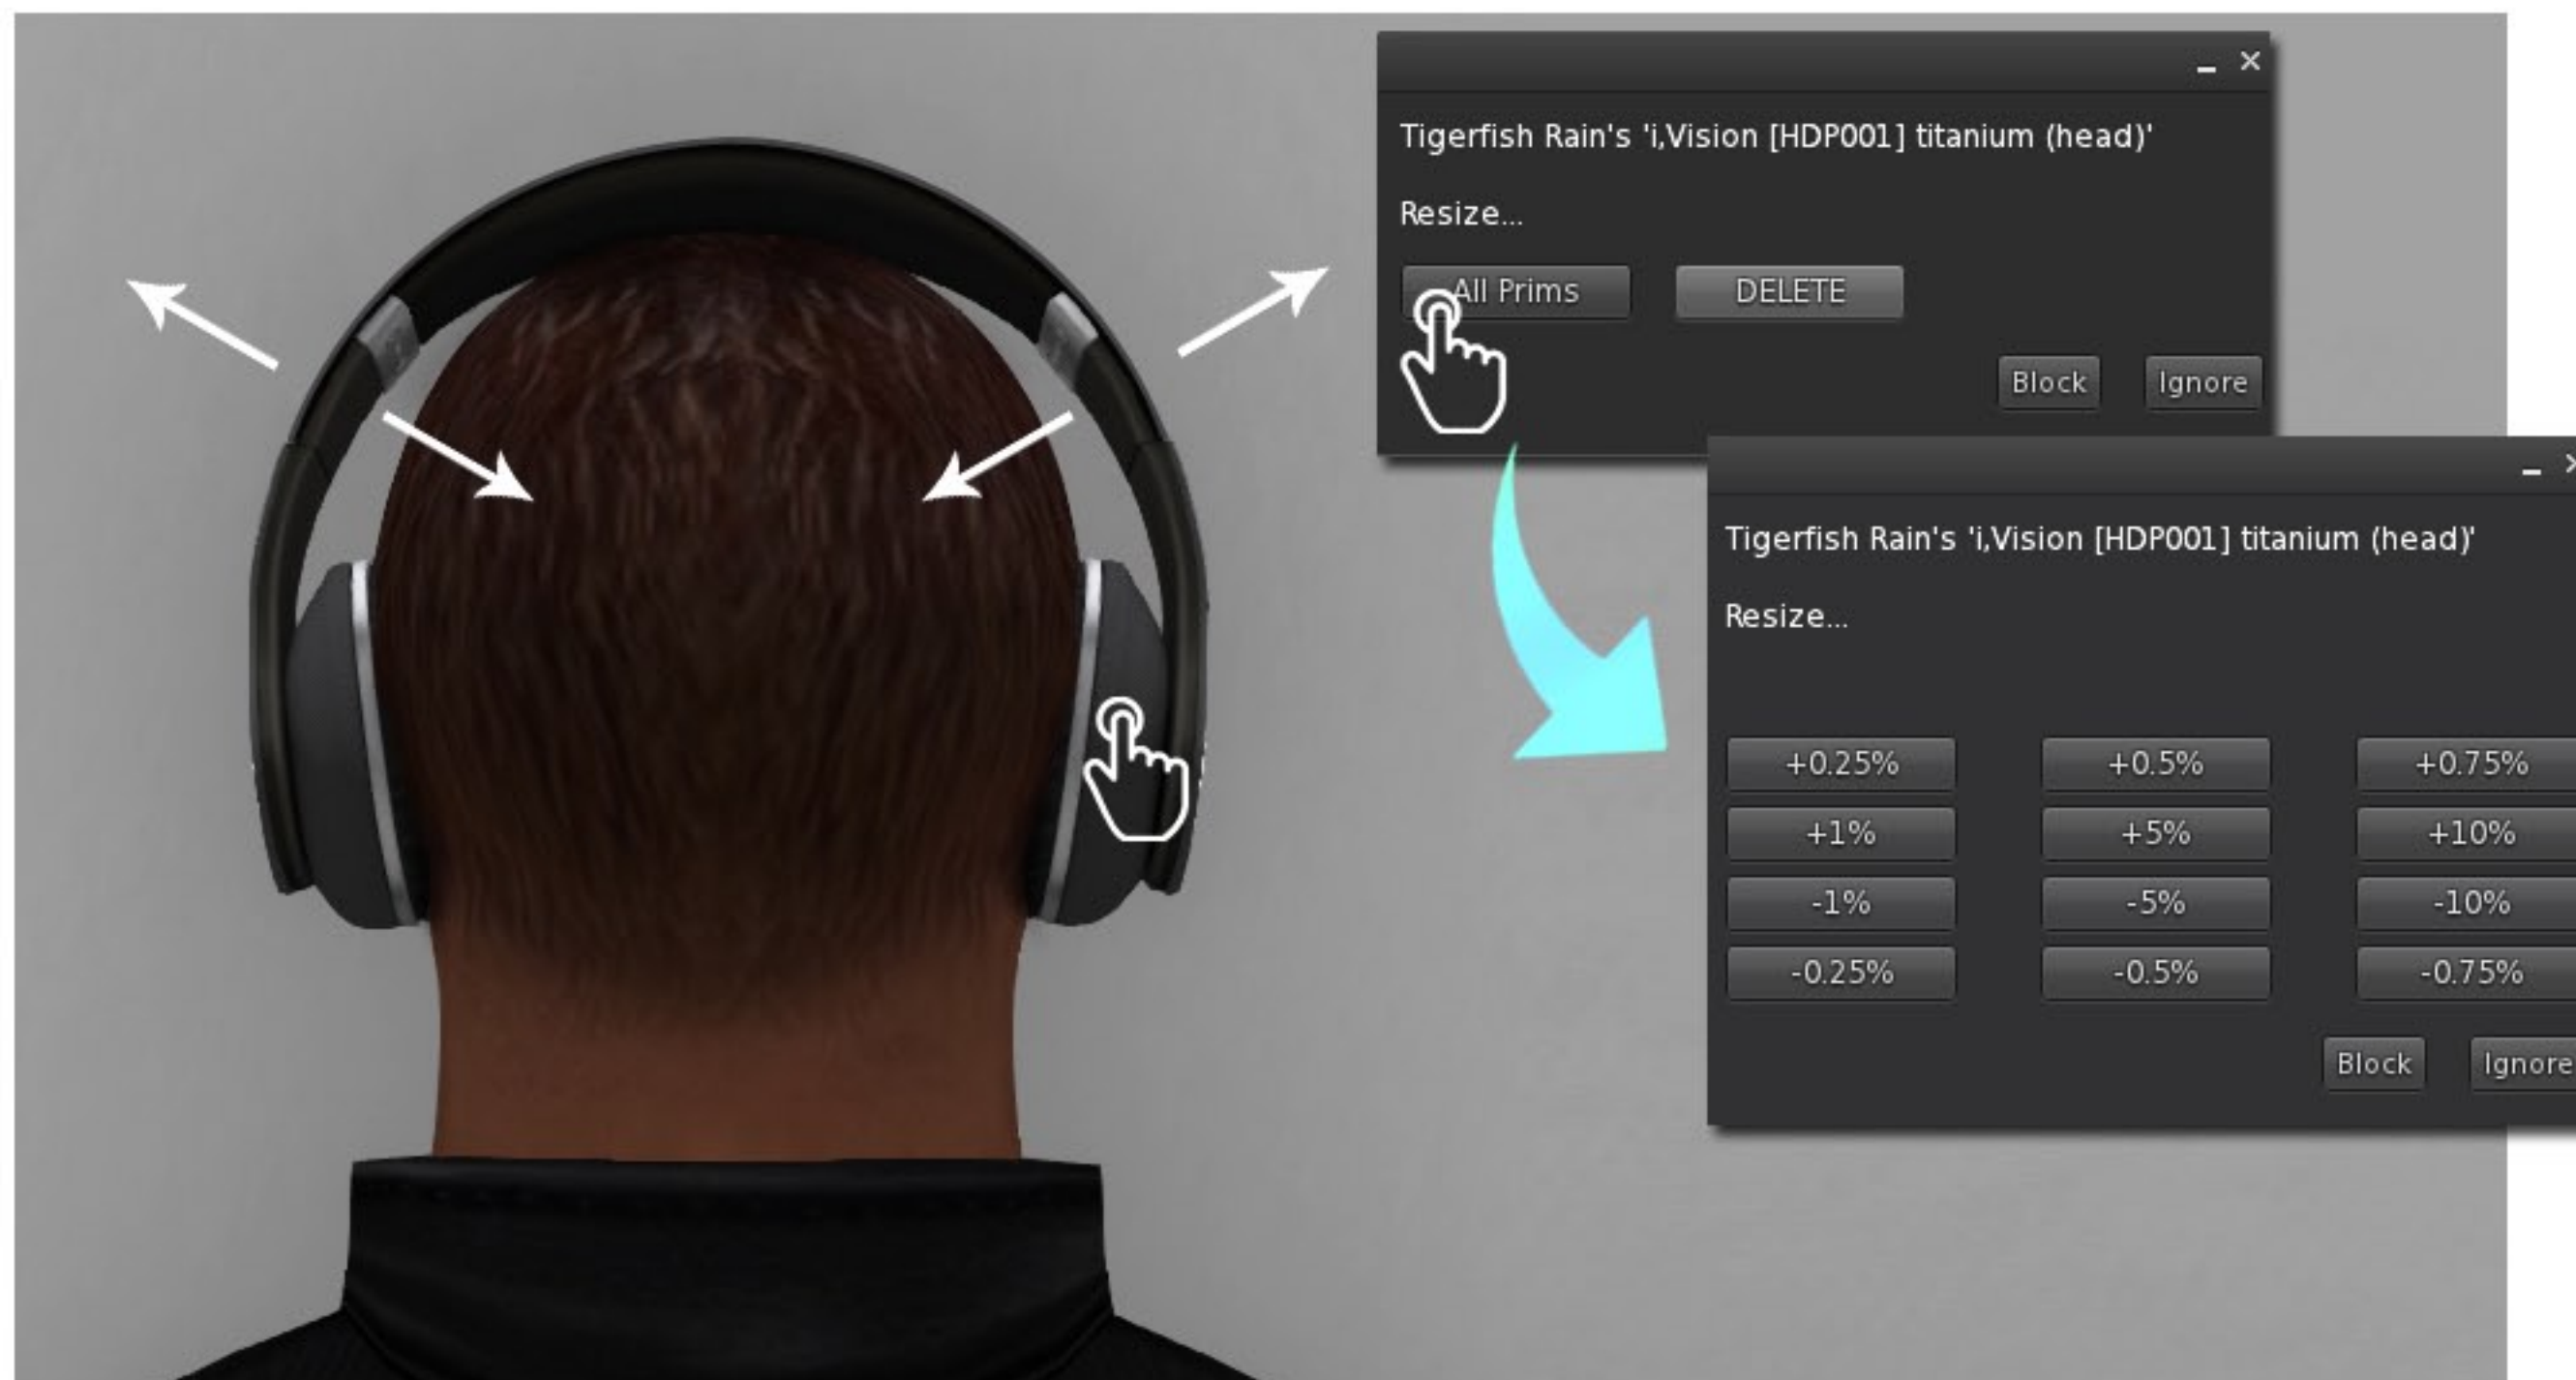 Tigerfish Rain's 'i,Vision [HDP001] titanium (head)'
Resize...
All Prims DELETE
Block Ignore
Tigerfish Rain's 'i,Vision [HDP001] titanium (head)'
Resize...
+0.25% +0.5% +0.75%
+1% +5% +10%
-1% -5% -10%
-0.25% -0.5% -0.75%
Block Ignore